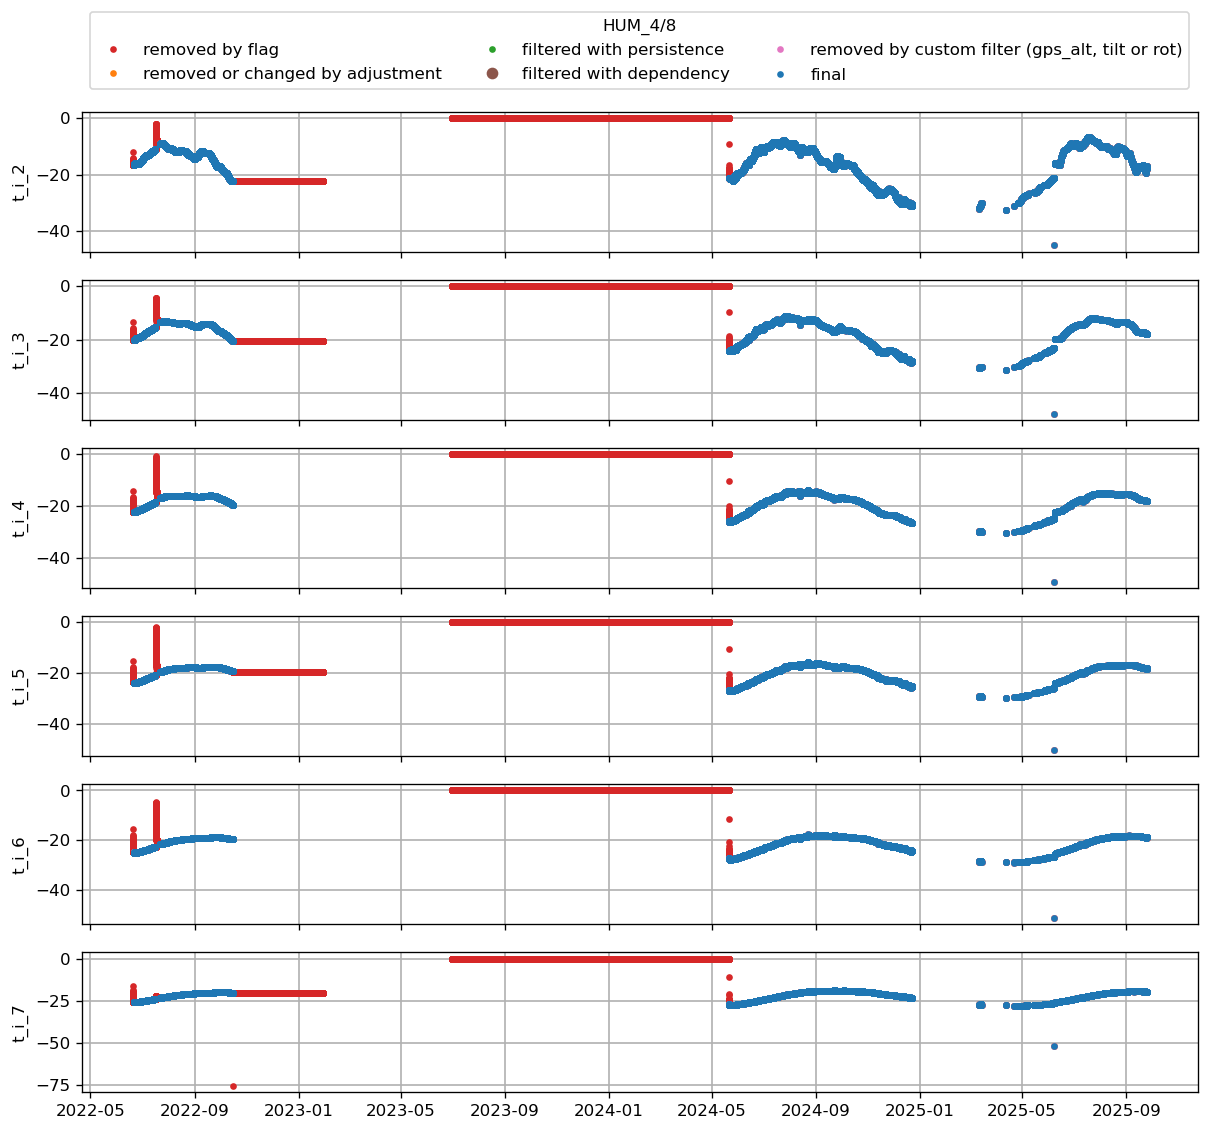 HUM_4/8
removed by flag
filtered with persistence
removed by custom filter (gps_alt, tilt or rot)
removed or changed by adjustment
filtered with dependency
final
t_i_2
0
−20
−40
t_i_3
0
−20
−40
t_i_4
0
−20
−40
t_i_5
0
−20
−40
t_i_6
0
−20
−40
t_i_7
0
−25
−50
−75
2022-05 2022-09 2023-01 2023-05 2023-09 2024-01 2024-05 2024-09 2025-01 2025-05 2025-09